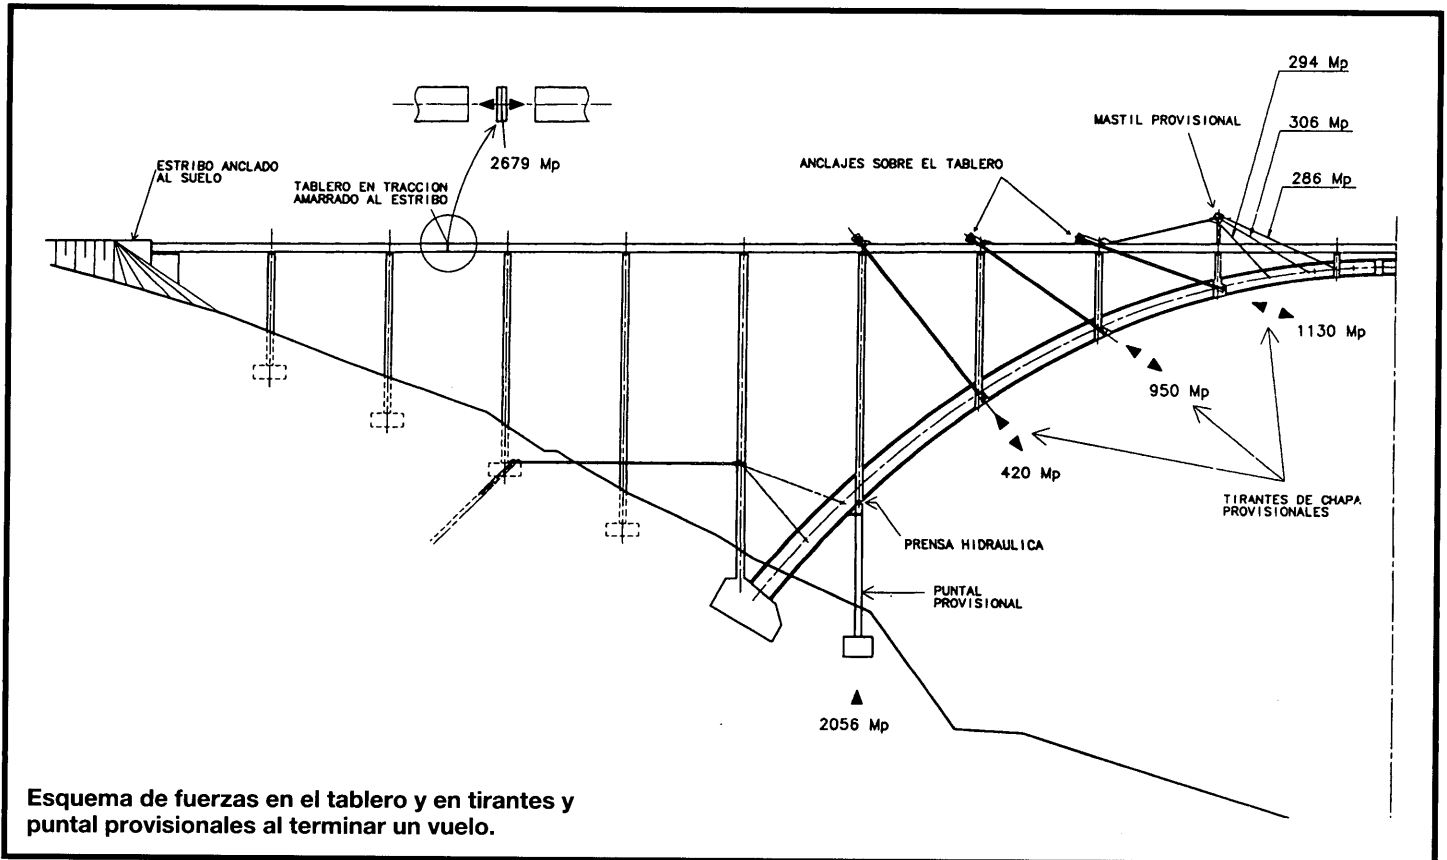 294 Mp
MASTIL PROVISIONAL
306 Mp
2679 Mp
ANCLAJES SOBRE EL TABLERO
ESTRIBO ANCLADO
AL SUELO
286 Mp
TABLERO EN TRACCION
AMARRADO AL ESTRIBO
1130 Mp
950 Mp
420 Mp
TIRANTES DE CHAPA
PROVISIONALES
PRENSA HIDRAULICA
PUNTAL
PROVISIONAL
2056 Mp
Esquema de fuerzas en el tablero y en tirantes y
puntal provisionales al terminar un vuelo.